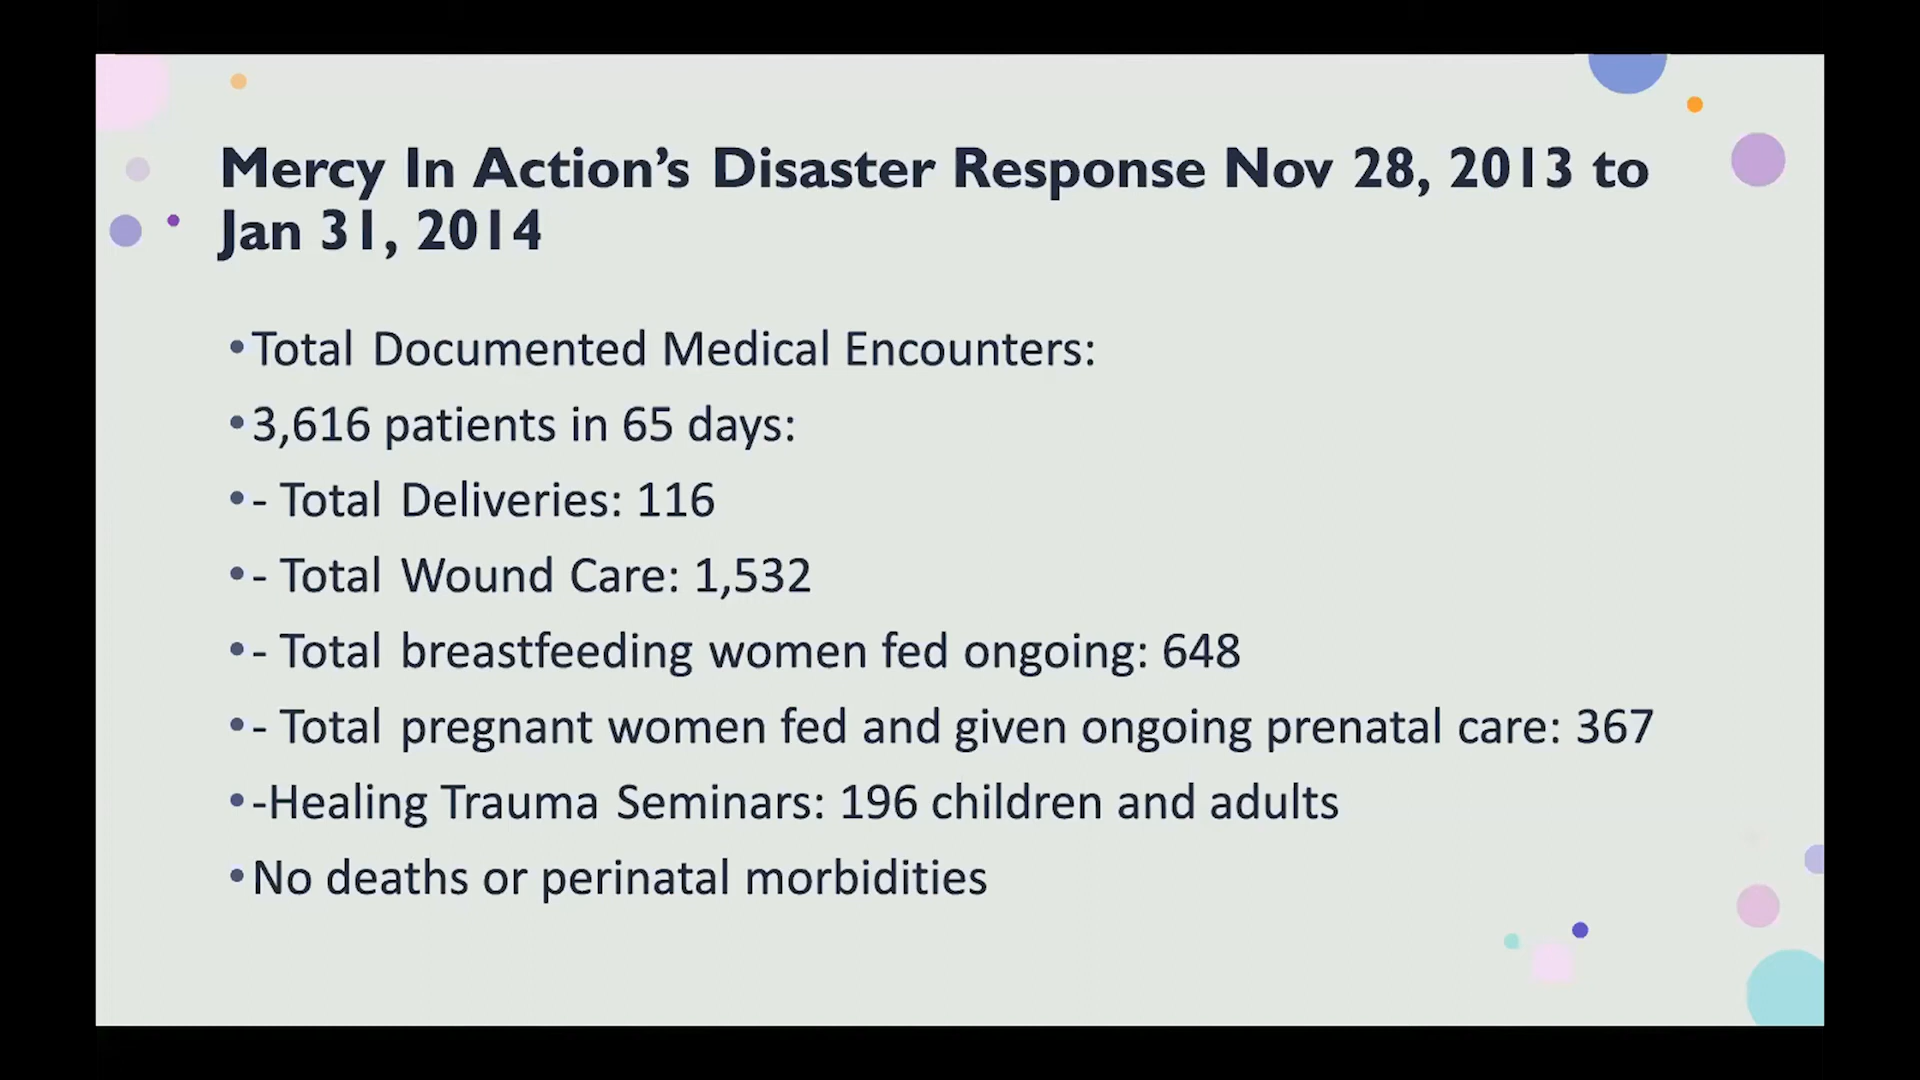 Mercy In Action’s Disaster Response Nov 28, 2013 to
Jan 31, 2014
•Total Documented Medical Encounters:
•3,616 patients in 65 days:
•- Total Deliveries: 116
•- Total Wound Care: 1,532
•- Total breastfeeding women fed ongoing: 648
•- Total pregnant women fed and given ongoing prenatal care: 367
•-Healing Trauma Seminars: 196 children and adults
•No deaths or perinatal morbidities